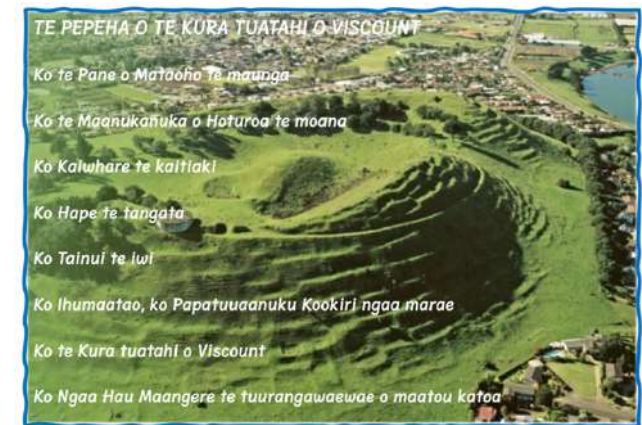 TE PEPEHA O TE KURA TUATAHI O VISCOUNT
Ko te Pane o Mataoho te maunga
Ko te Maanukanuka o Hoturoa te moana
Ko Kaiwhare te kaitiaki
Ko Hape te tangata
Ko Tainui te iwi
Ko Ihumaatao, ko Papatuuaanuku Kookiri ngaa marae
Ko te Kura tuatahi o Viscount
Ko Ngaa Hau Maangere te tuurangawaewae o maatou katoa